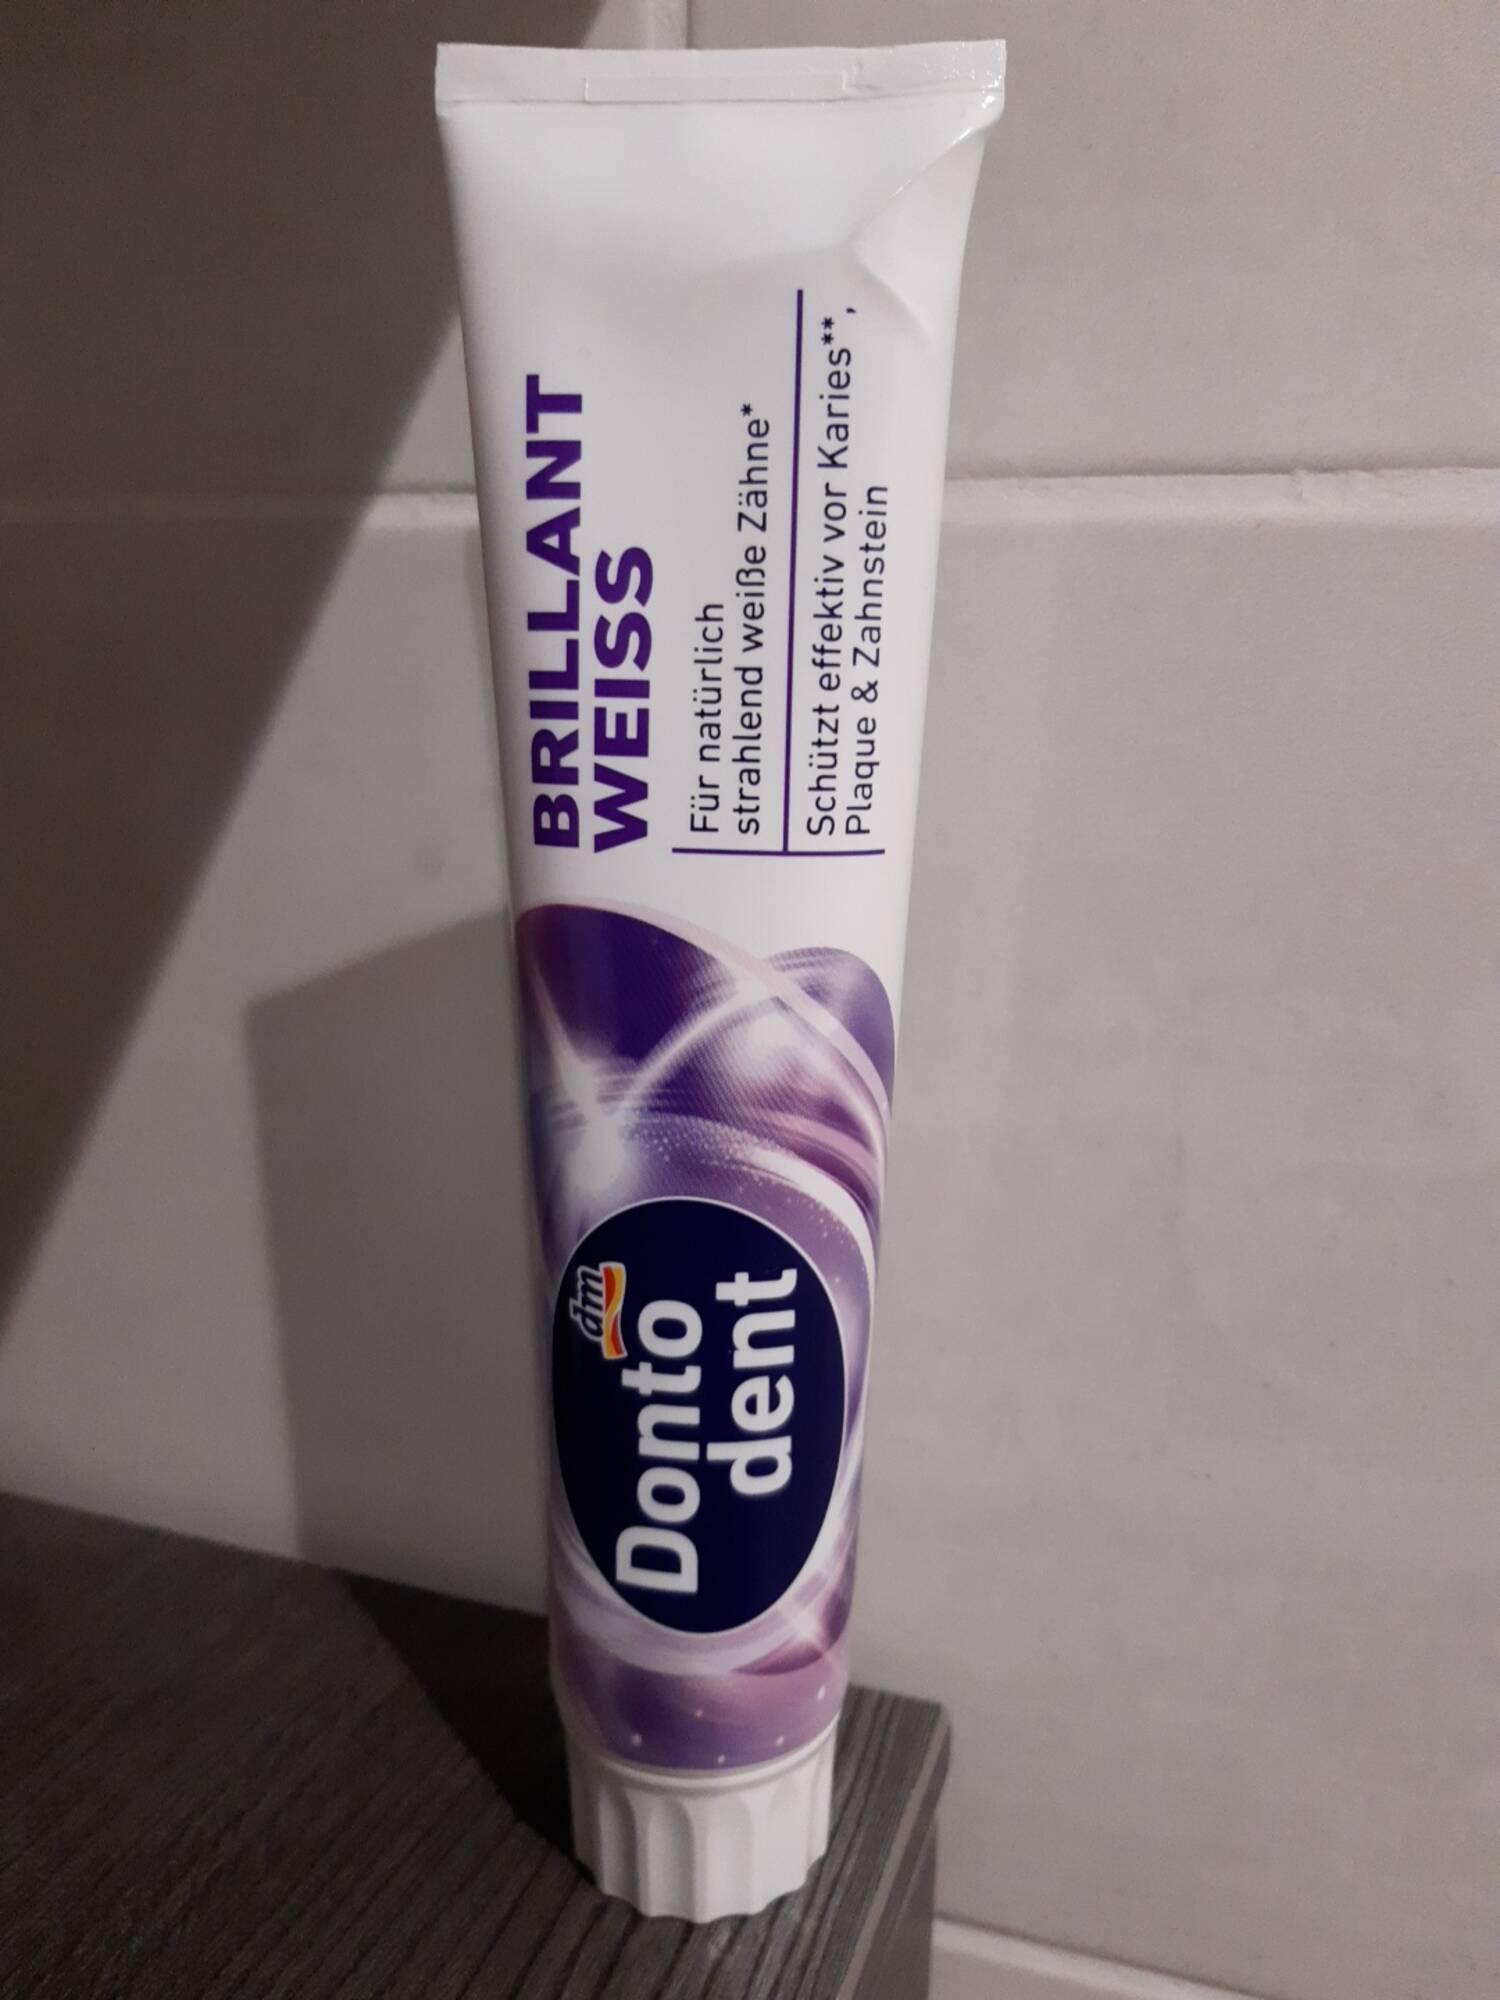 BRILLANT
WEISS
Für natürlich
strahlend weiße Zähne*
Schützt effektiv vor Karies**,
Plaque & Zahnstein
dm
Donto
dent